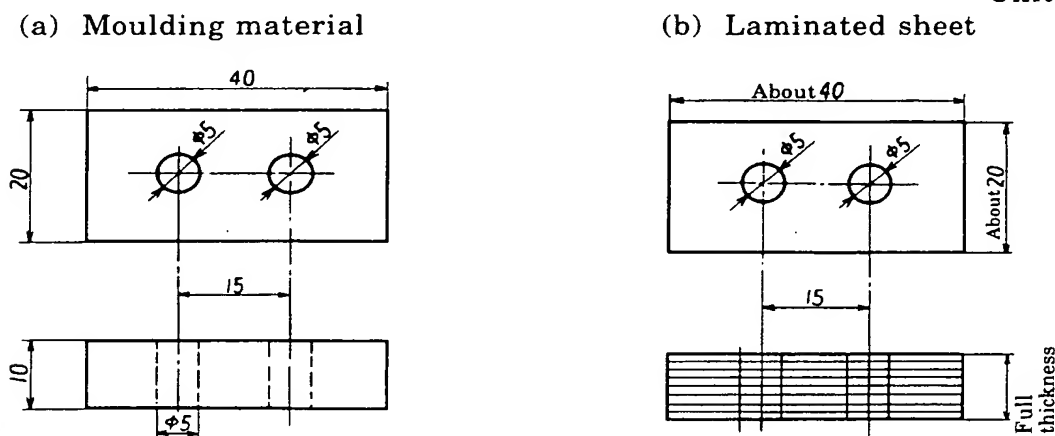 (a) Moulding material
40
20
φ5
φ5
15
10
φ5
(b) Laminated sheet
About 40
φ5
φ5
About 20
15
Full
thickness